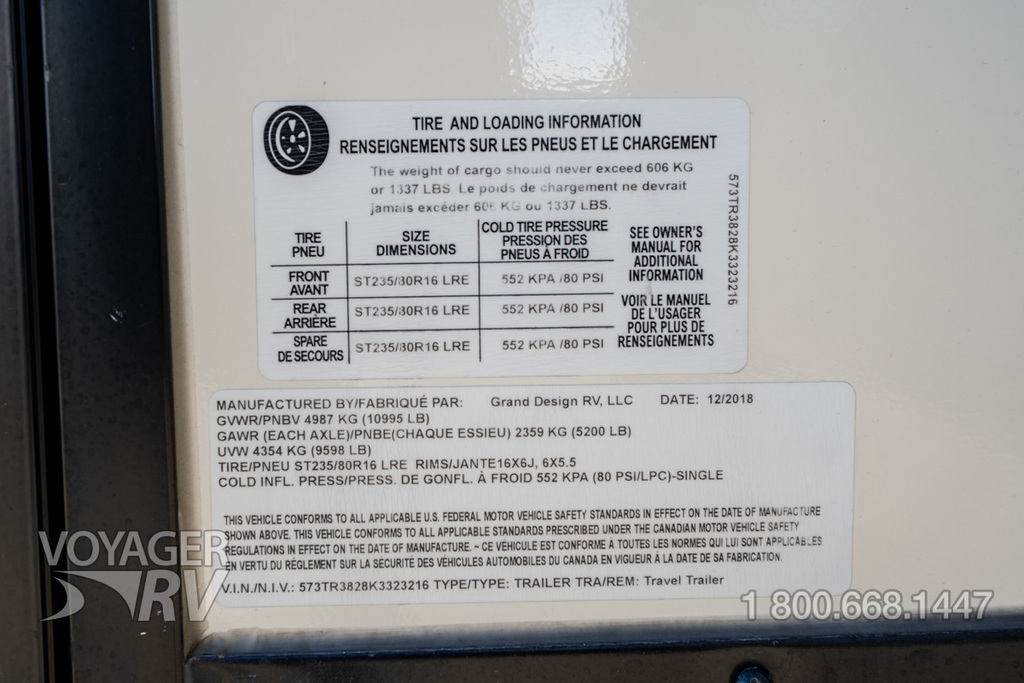 TIRE AND LOADING INFORMATION
RENSEIGNEMENTS SUR LES PNEUS ET LE CHARGEMENT
The weight of cargo should never exceed 606 KG
or 1337 LBS. Le poids de chargement ne devrait
jamais excéder 606 KG ou 1337 LBS.
TIRE PNEU SIZE DIMENSIONS COLD TIRE PRESSURE PRESSION DES PNEUS À FROID
FRONT AVANT ST235/80R16 LRE 552 KPA /80 PSI
REAR ARRIÈRE ST235/80R16 LRE 552 KPA /80 PSI
SPARE DE SECOURS ST235/80R16 LRE 552 KPA /80 PSI
SEE OWNER'S
MANUAL FOR
ADDITIONAL
INFORMATION
VOIR LE MANUEL
DE L'USAGER
POUR PLUS DE
RENSEIGNEMENTS
573TR3828K3323216
MANUFACTURED BY/FABRIQUÉ PAR: Grand Design RV, LLC DATE: 12/2018
GVWR/PNBV 4987 KG (10995 LB)
GAWR (EACH AXLE)/PNBE(CHAQUE ESSIEU) 2359 KG (5200 LB)
UVW 4354 KG (9598 LB)
TIRE/PNEU ST235/80R16 LRE RIMS/JANTE16X6J, 6X5.5
COLD INFL. PRESS/PRESS. DE GONFL. À FROID 552 KPA (80 PSI/LPC)-SINGLE
THIS VEHICLE CONFORMS TO ALL APPLICABLE U.S. FEDERAL MOTOR VEHICLE SAFETY STANDARDS IN EFFECT ON THE DATE OF MANUFACTURE
SHOWN ABOVE. THIS VEHICLE CONFORMS TO ALL APPLICABLE STANDARDS PRESCRIBED UNDER THE CANADIAN MOTOR VEHICLE SAFETY
REGULATIONS IN EFFECT ON THE DATE OF MANUFACTURE. ~ CE VÉHICULE EST CONFORME À TOUTES LES NORMES QUI LUI SONT APPLICABLES
EN VERTU DU RÈGLEMENT SUR LA SÉCURITÉ DES VÉHICULES AUTOMOBILES DU CANADA EN VIGUEUR À LA DATE DE SA FABRICATION.
V.I.N./N.I.V.: 573TR3828K3323216 TYPE/TYPE: TRAILER TRA/REM: Travel Trailer
VOYAGER
RV
1 800.668.1447